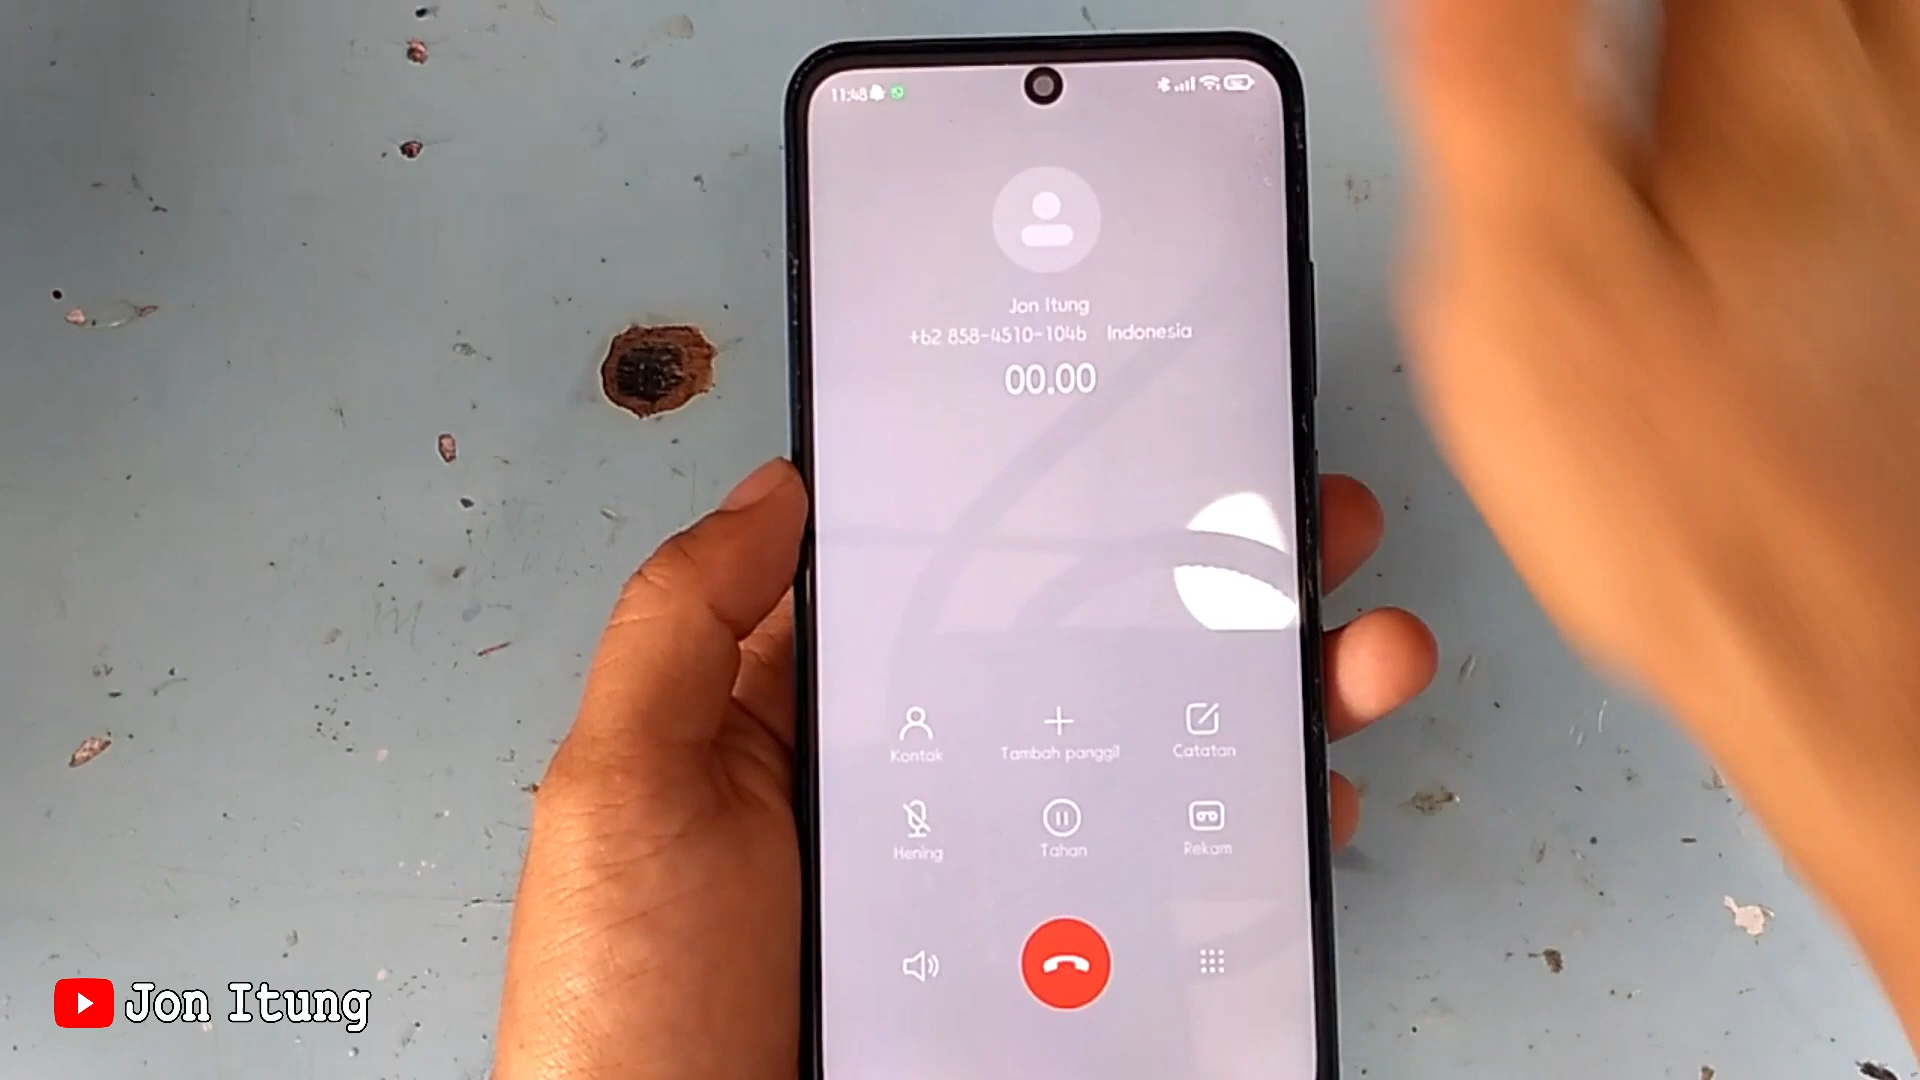 11:48
Jon Itung
+62 858-4510-1046 Indonesia
00.00
Kontak
Tambah panggil
Catatan
Hening
Tahan
Rekam
Jon Itung